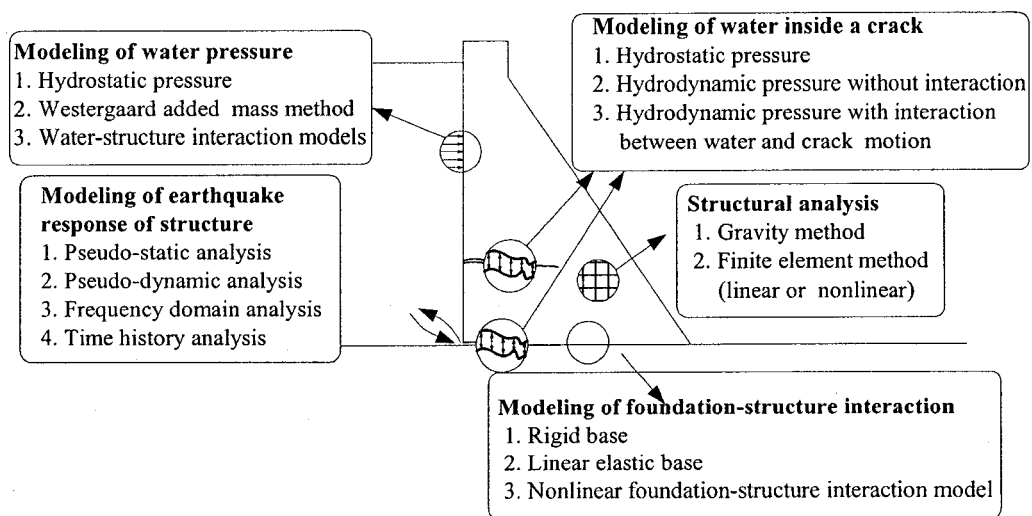 Modeling of water pressure
1. Hydrostatic pressure
2. Westergaard added mass method
3. Water-structure interaction models
Modeling of water inside a crack
1. Hydrostatic pressure
2. Hydrodynamic pressure without interaction
3. Hydrodynamic pressure with interaction
between water and crack motion
Modeling of earthquake
response of structure
1. Pseudo-static analysis
2. Pseudo-dynamic analysis
3. Frequency domain analysis
4. Time history analysis
Structural analysis
1. Gravity method
2. Finite element method
(linear or nonlinear)
Modeling of foundation-structure interaction
1. Rigid base
2. Linear elastic base
3. Nonlinear foundation-structure interaction model